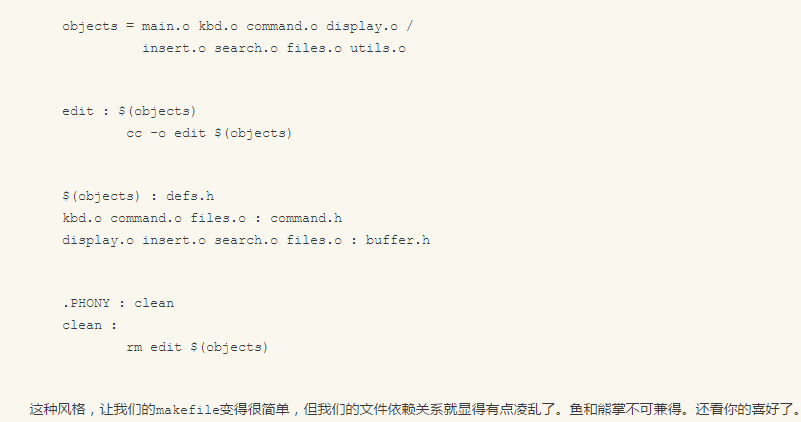 objects = main.o kbd.o command.o display.o /
insert.o search.o files.o utils.o
edit : $(objects)
cc -o edit $(objects)
$(objects) : defs.h
kbd.o command.o files.o : command.h
display.o insert.o search.o files.o : buffer.h
.PHONY : clean
clean :
rm edit $(objects)
这种风格，让我们的makefile变得很简单，但我们的文件依赖关系就显得有点凌乱了。鱼和熊掌不可兼得。还看你的喜好了。